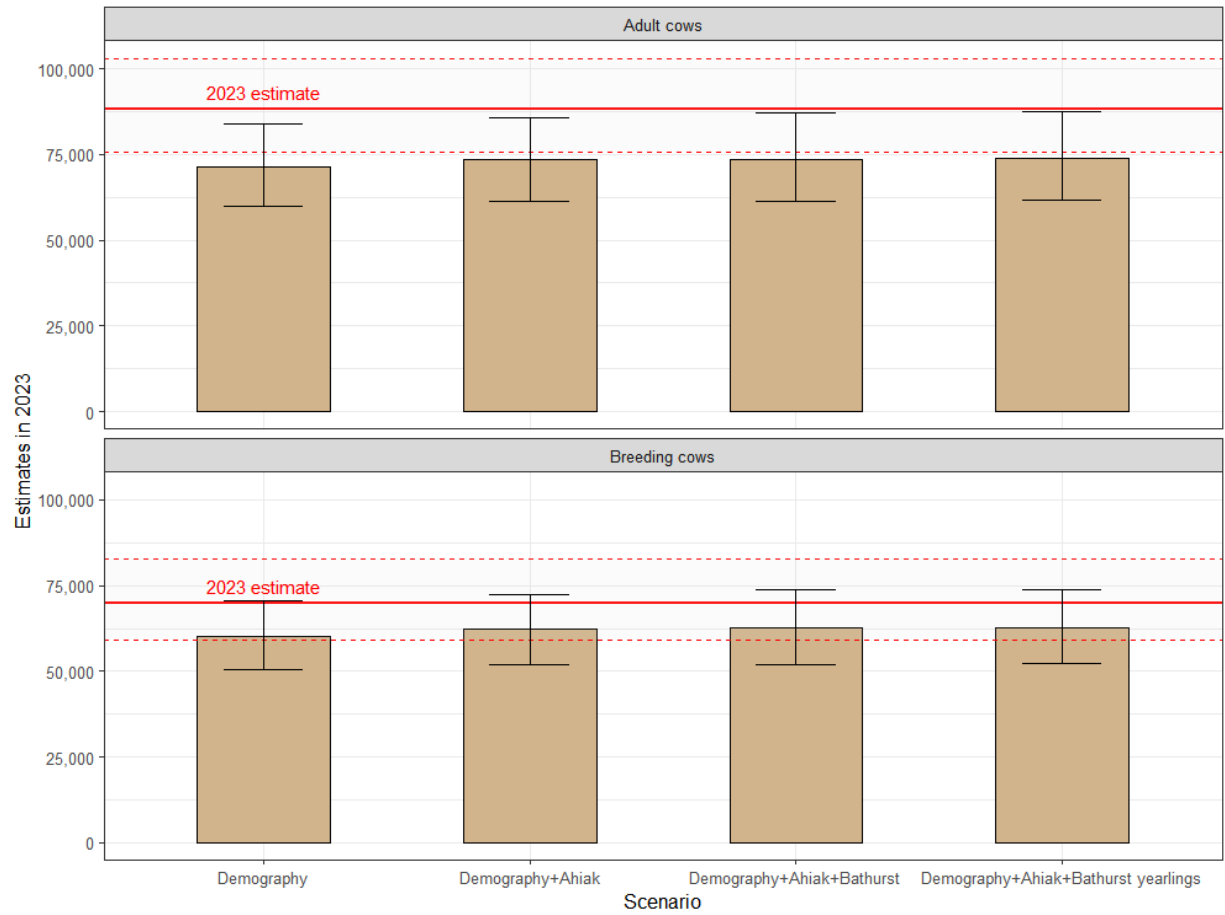 Adult cows
100,000
2023 estimate
75,000
50,000
25,000
0
Estimates in 2023
Breeding cows
100,000
75,000
2023 estimate
50,000
25,000
0
Demography
Demography+Ahiak
Demography+Ahiak+Bathurst
Demography+Ahiak+Bathurst yearlings
Scenario